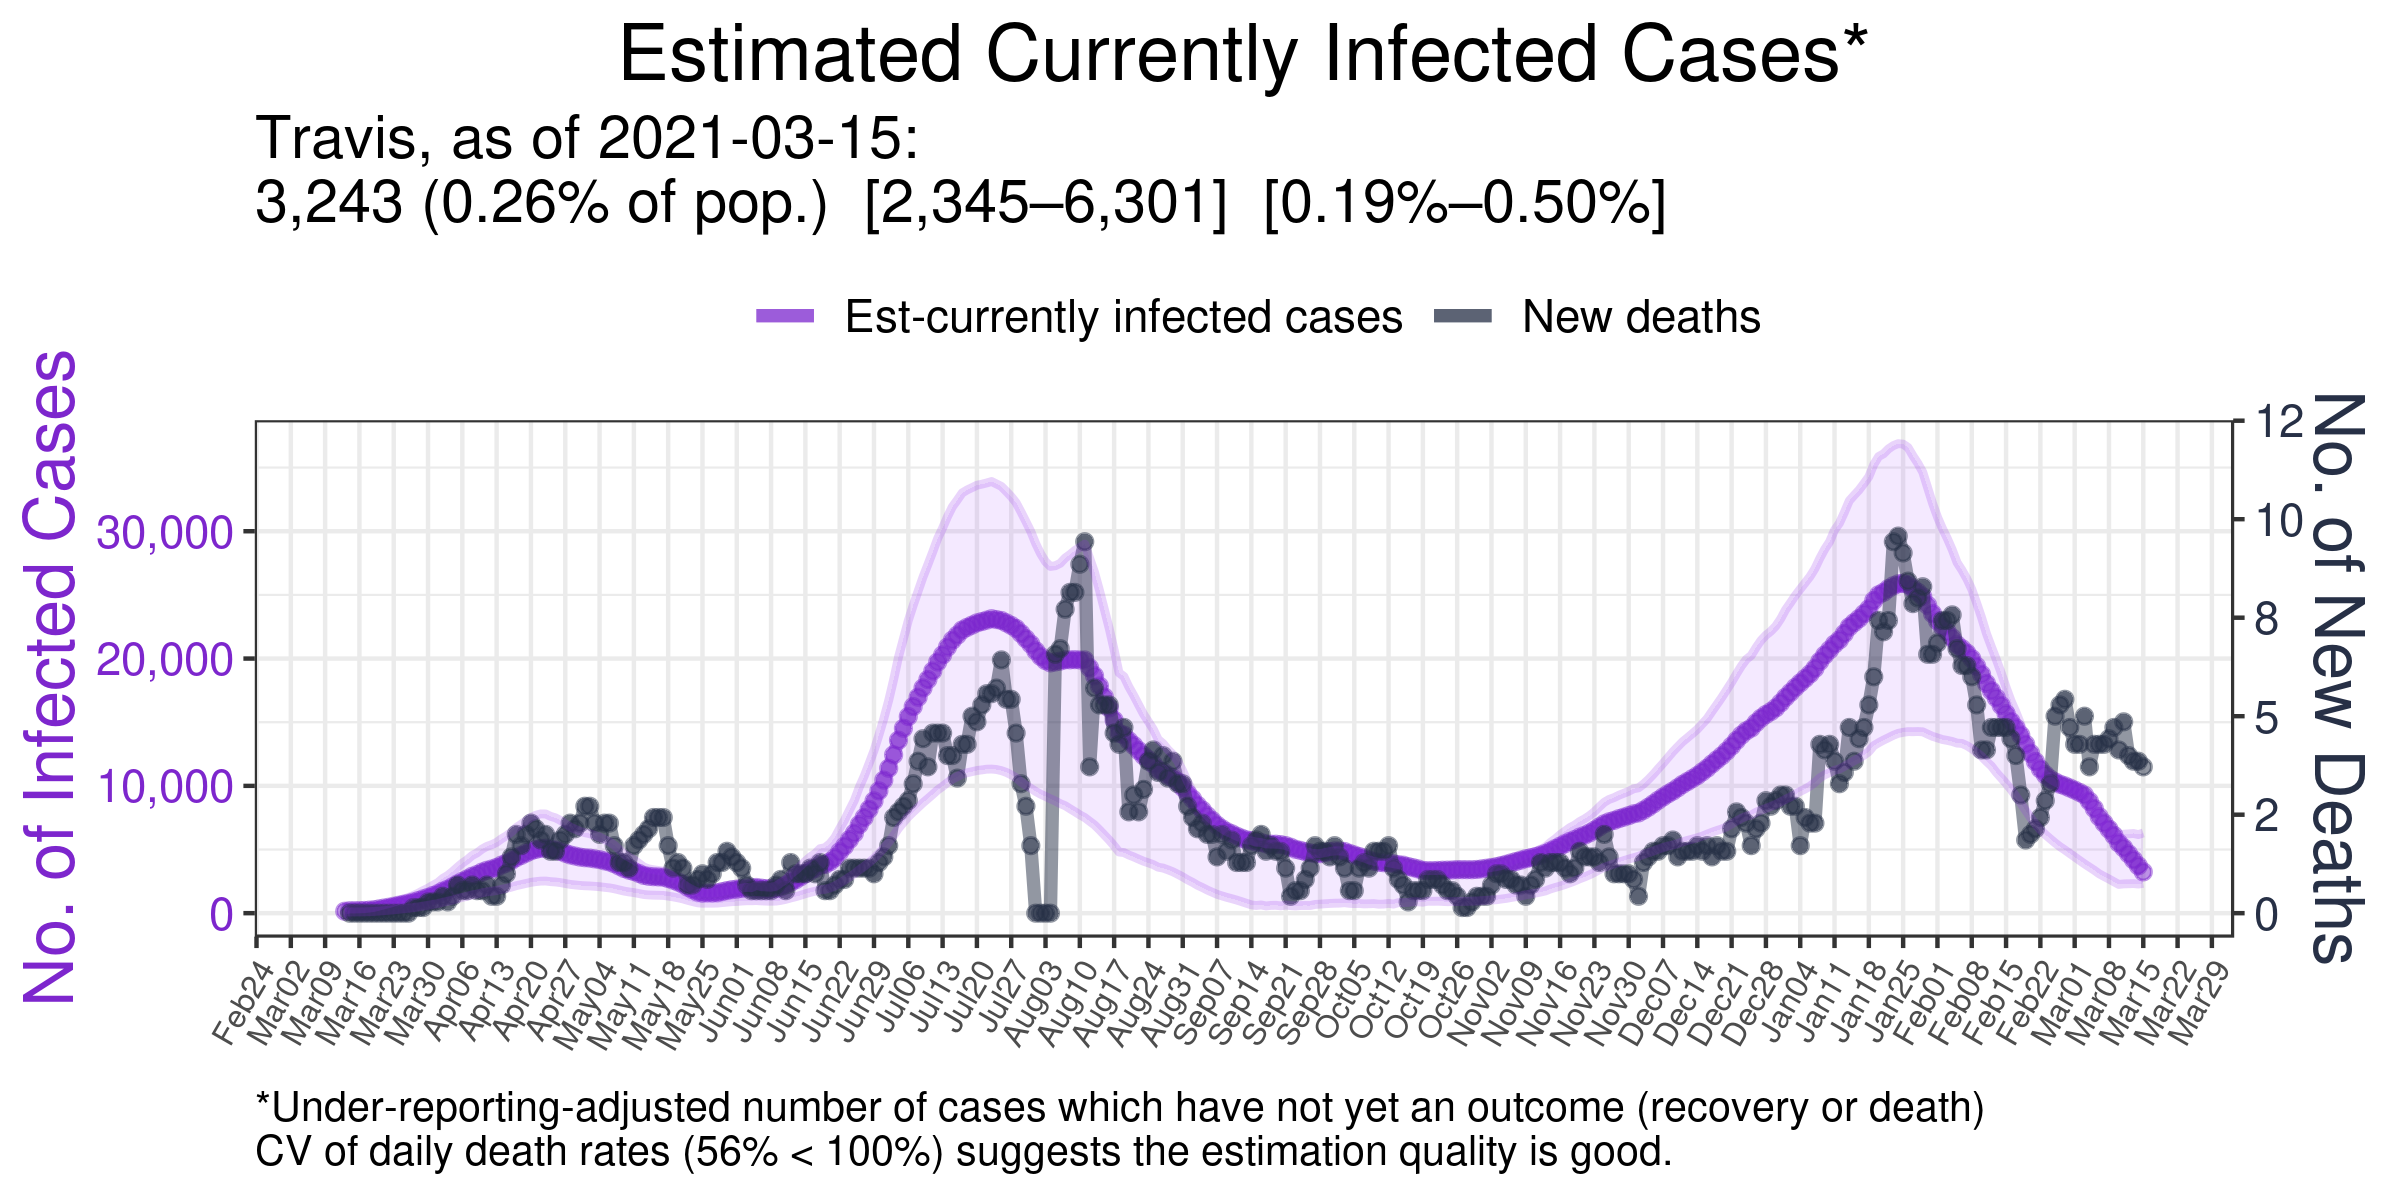 Estimated Currently Infected Cases*
Travis, as of 2021-03-15:
3,243 (0.26% of pop.) [2,345–6,301] [0.19%–0.50%]
Est-currently infected cases New deaths
No. of Infected Cases
30,000
20,000
10,000
0
12
10
8
5
2
0
No. of New Deaths
Feb24 Mar02 Mar09 Mar16 Mar23 Mar30 Apr06 Apr13 Apr20 Apr27 May04 May11 May18 May25 Jun01 Jun08 Jun15 Jun22 Jun29 Jul06 Jul13 Jul20 Jul27 Aug03 Aug10 Aug17 Aug24 Aug31 Sep07 Sep14 Sep21 Sep28 Oct05 Oct12 Oct19 Oct26 Nov02 Nov09 Nov16 Nov23 Nov30 Dec07 Dec14 Dec21 Dec28 Jan04 Jan11 Jan18 Jan25 Feb01 Feb08 Feb15 Feb22 Mar01 Mar08 Mar15 Mar22 Mar29
*Under-reporting-adjusted number of cases which have not yet an outcome (recovery or death)
CV of daily death rates (56% < 100%) suggests the estimation quality is good.